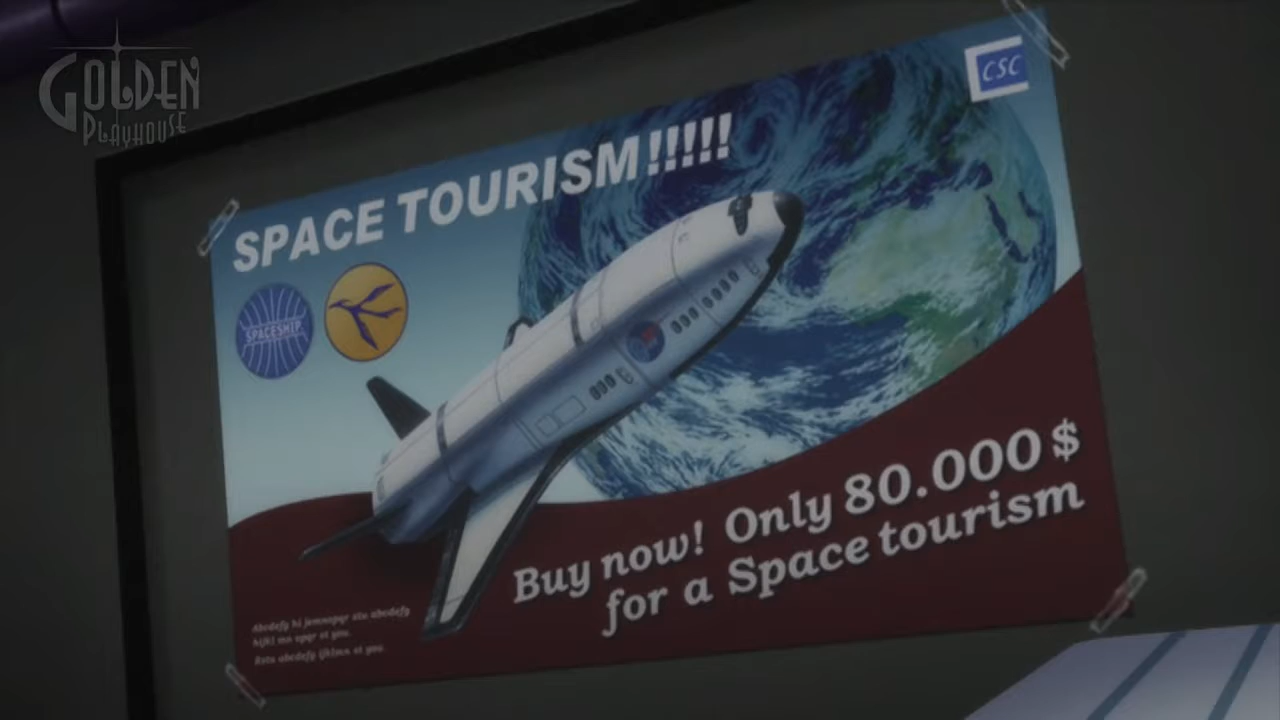 GOLDEN
PLAYHOUSE
CSC
SPACE TOURISM!!!!!
SPACESHIP
Buy now! Only 80.000 $
for a Space tourism